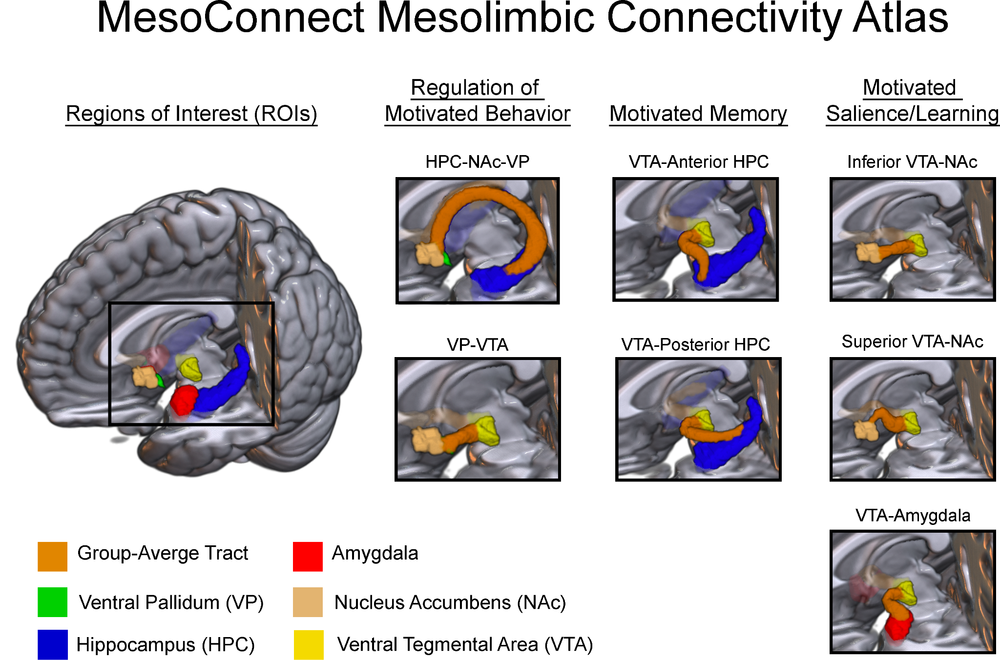 MesoConnect Mesolimbic Connectivity Atlas
Regions of Interest (ROIs)
Regulation of
Motivated Behavior
Motivated Memory
Motivated
Salience/Learning
HPC-NAc-VP
VTA-Anterior HPC
Inferior VTA-NAc
VP-VTA
VTA-Posterior HPC
Superior VTA-NAc
VTA-Amygdala
Group-Averge Tract
Amygdala
Ventral Pallidum (VP)
Nucleus Accumbens (NAc)
Hippocampus (HPC)
Ventral Tegmental Area (VTA)